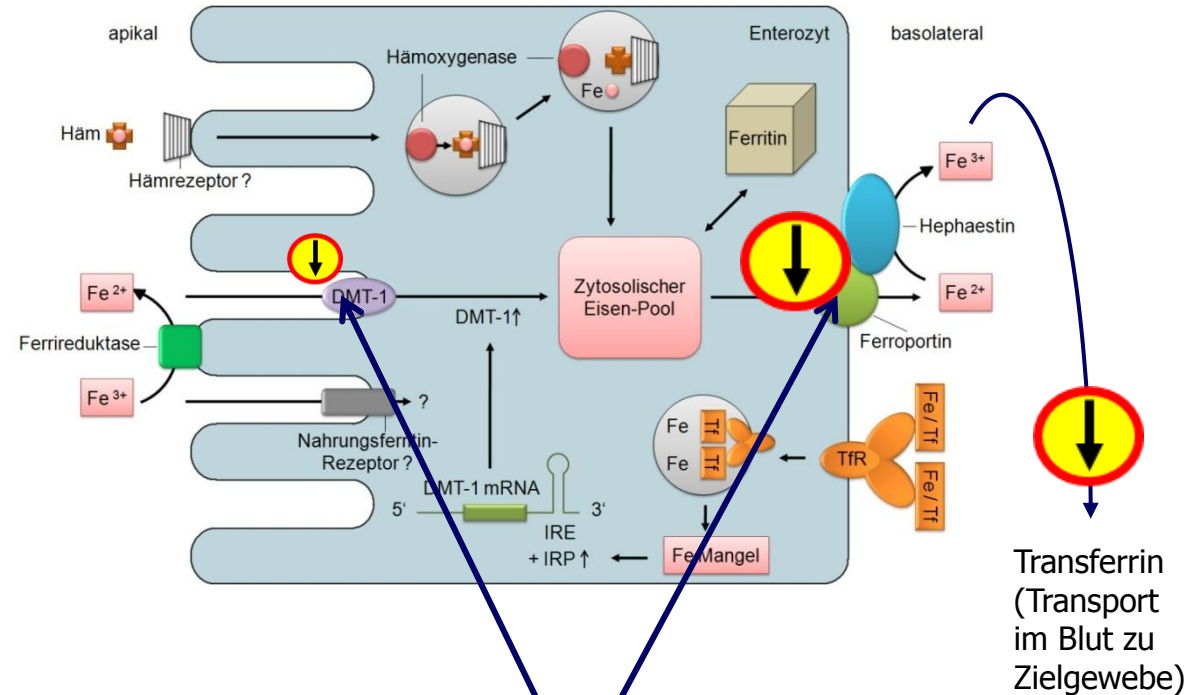 apikal
Enterozyt
basolateral
Hämoxygenase
Fe
Häm
Hämrezeptor ?
Ferritin
Fe 3+
Hephaestin
Fe 2+
Ferroportin
Fe 2+
DMT-1
DMT-1↑
Zytosolischer
Eisen-Pool
Ferrireduktase
Fe 3+
?
Nahrungsferritin-
Rezeptor ?
DMT-1 mRNA
5‘
3‘
IRE
+ IRP ↑
Fe Mangel
Fe
Tf
Fe
Tf
TfR
Fe / Tf
Fe / Tf
Transferrin
(Transport
im Blut zu
Zielgewebe)